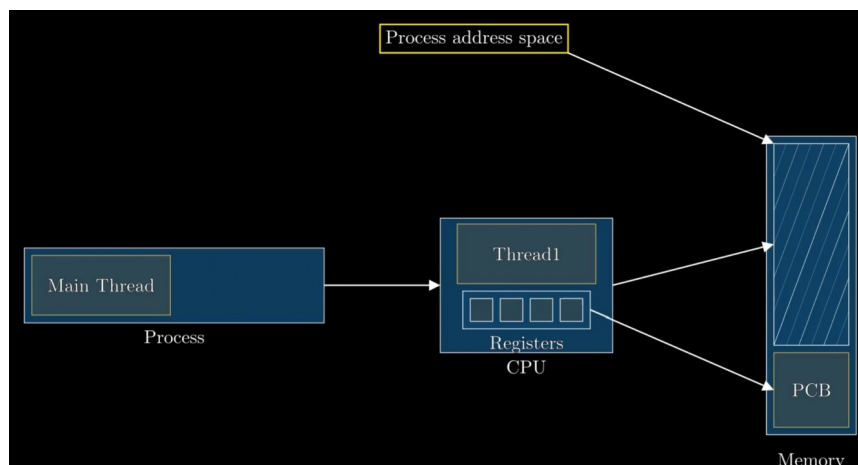 Process address space
Thread1
Main Thread
Process
Registers
CPU
PCB
Memory